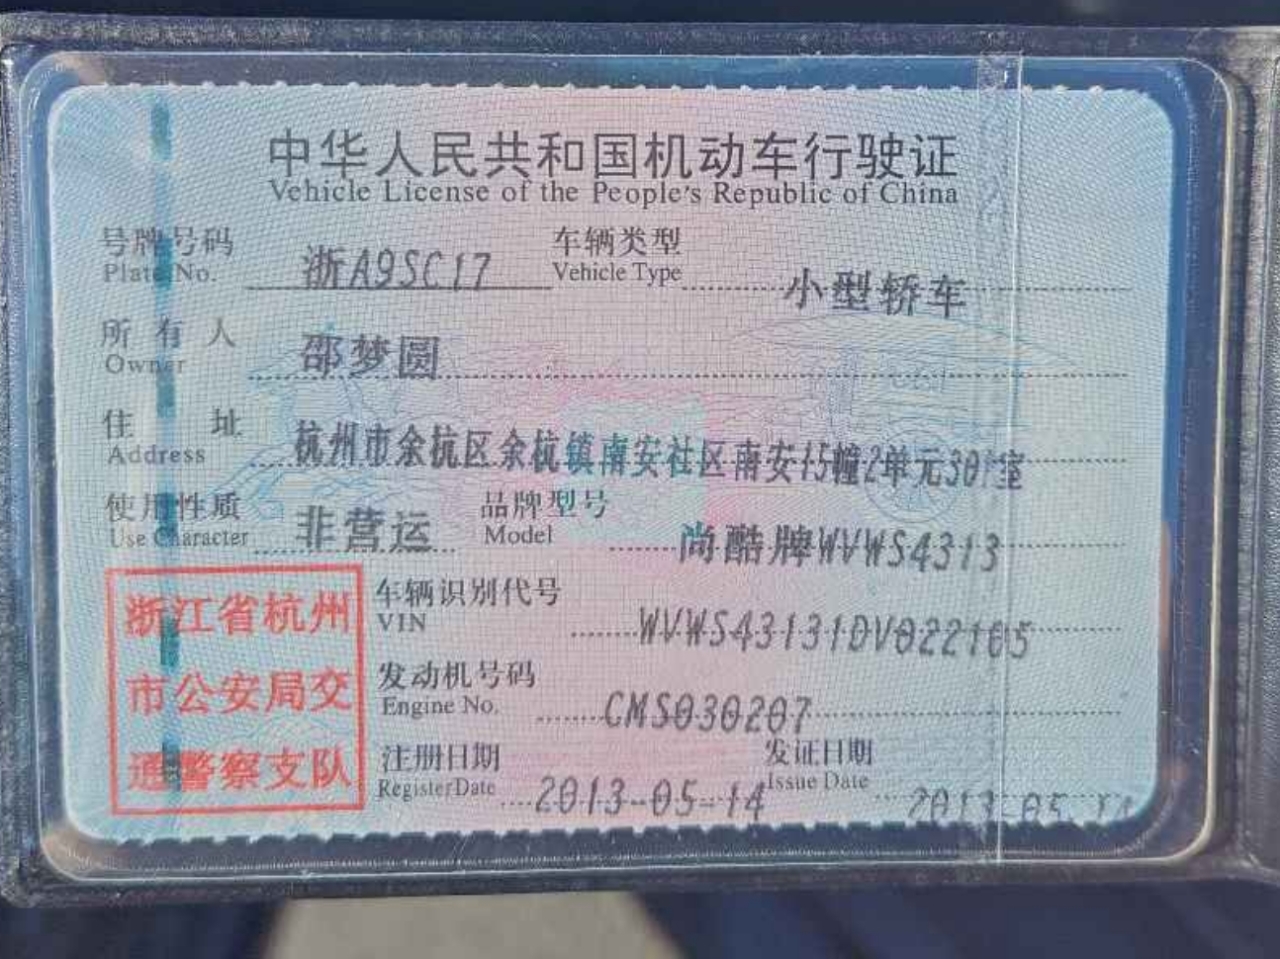 中华人民共和国机动车行驶证
Vehicle License of the People's Republic of China
号牌号码 浙A9SC17 车辆类型 小型轿车
Plate No. Vehicle Type
所有人 邵梦圆
Owner
住址 杭州市余杭区余杭镇南安社区南安15幢2单元301室
Address
使用性质 非营运 品牌型号 尚酷牌WVWS4313
Use Character Model
浙江省杭州
市公安局交
通警察支队
车辆识别代号 WVWS43131DV022105
VIN
发动机号码 CMS030207
Engine No.
注册日期 2013-05-14 发证日期 2013-05-14
Register Date Issue Date